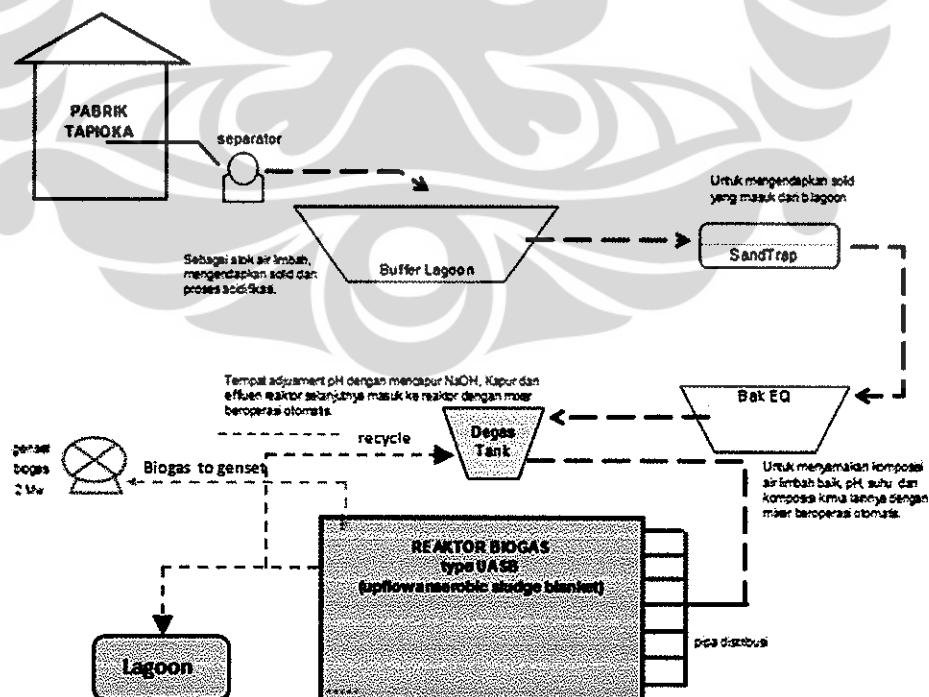 PABRIK
TAPIOKA
separator
Untuk mengendapkan solid
yang masuk dari b.lagoon
SandTrap
Buffer Lagoon
Sebagai stok air limbah,
mengendapkan solid dan
proses acidifikasi.
Tempat adjusment pH dengan mencapur NaOH, Kapur dan
effluen reaktor selanjutnya masuk ke reaktor dengan mixer
beroperasi otomatis.
Bak EQ
Degas
Tank
recycle
genset
biogas
2 Mw
Biogas to genset
Untuk menyamakan komposisi
air limbah baik, pH, suhu dan
komposisi kimia lainnya dengan
mixer beroperasi otomatis.
REAKTOR BIOGAS
type UASB
(upflow anaerobic sludge blanket)
pipa distribusi
Lagoon